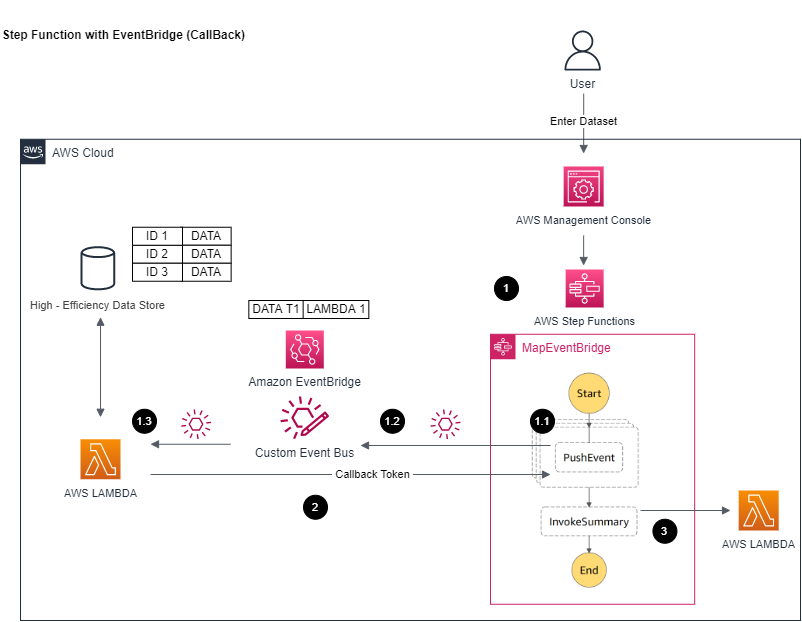 Step Function with EventBridge (CallBack)
User
Enter Dataset
aws
AWS Cloud
AWS Management Console
ID 1 DATA
ID 2 DATA
ID 3 DATA
High - Efficiency Data Store
1
AWS Step Functions
DATA T1 LAMBDA 1
MapEventBridge
Amazon EventBridge
Start
1.3
1.2
1.1
Custom Event Bus
PushEvent
Callback Token
AWS LAMBDA
2
InvokeSummary
3
AWS LAMBDA
End